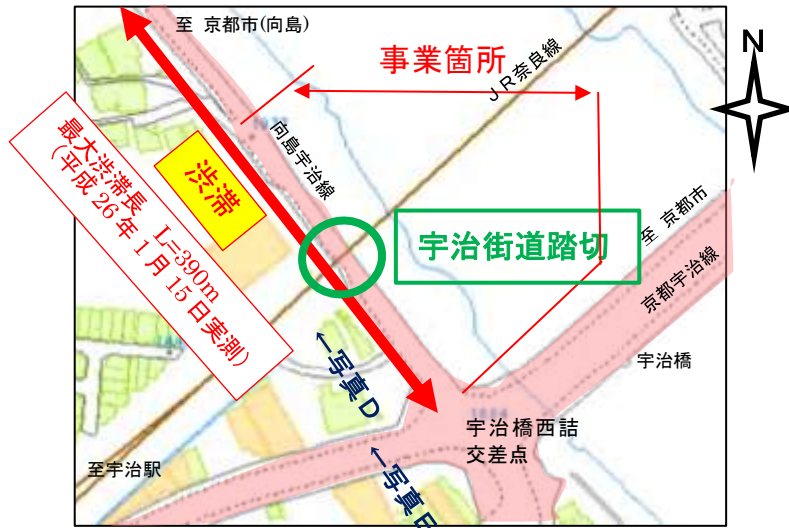 至 京都市(向島)
事業箇所
JR奈良線
N
向島宇治線
最大渋滞長 L=390m
(平成26年1月15日実測)
渋滞
宇治街道踏切
至 京都市
京都宇治線
宇治橋
←写真D
宇治橋西詰
交差点
至宇治駅
←写真E